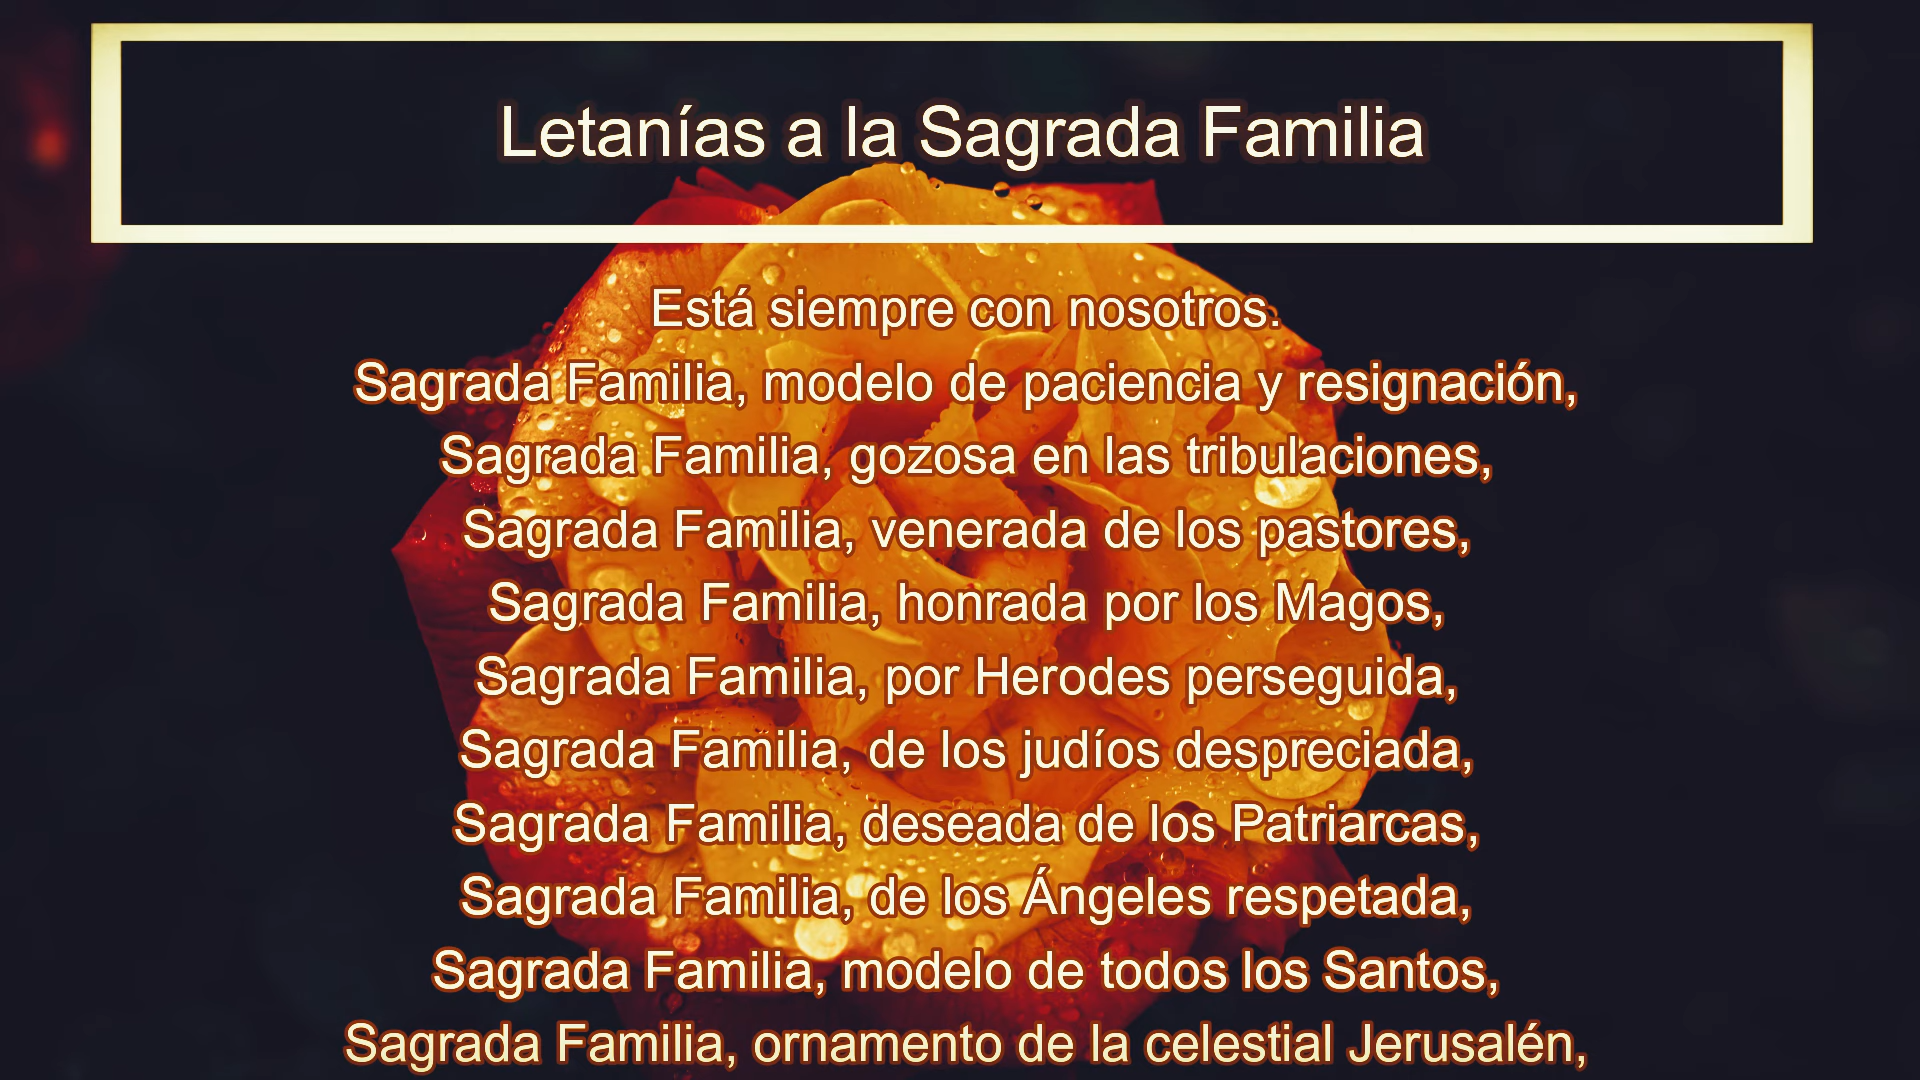 Letanías a la Sagrada Familia
Está siempre con nosotros.
Sagrada Familia, modelo de paciencia y resignación,
Sagrada Familia, gozosa en las tribulaciones,
Sagrada Familia, venerada de los pastores,
Sagrada Familia, honrada por los Magos,
Sagrada Familia, por Herodes perseguida,
Sagrada Familia, de los judíos despreciada,
Sagrada Familia, deseada de los Patriarcas,
Sagrada Familia, de los Ángeles respetada,
Sagrada Familia, modelo de todos los Santos,
Sagrada Familia, ornamento de la celestial Jerusalén,